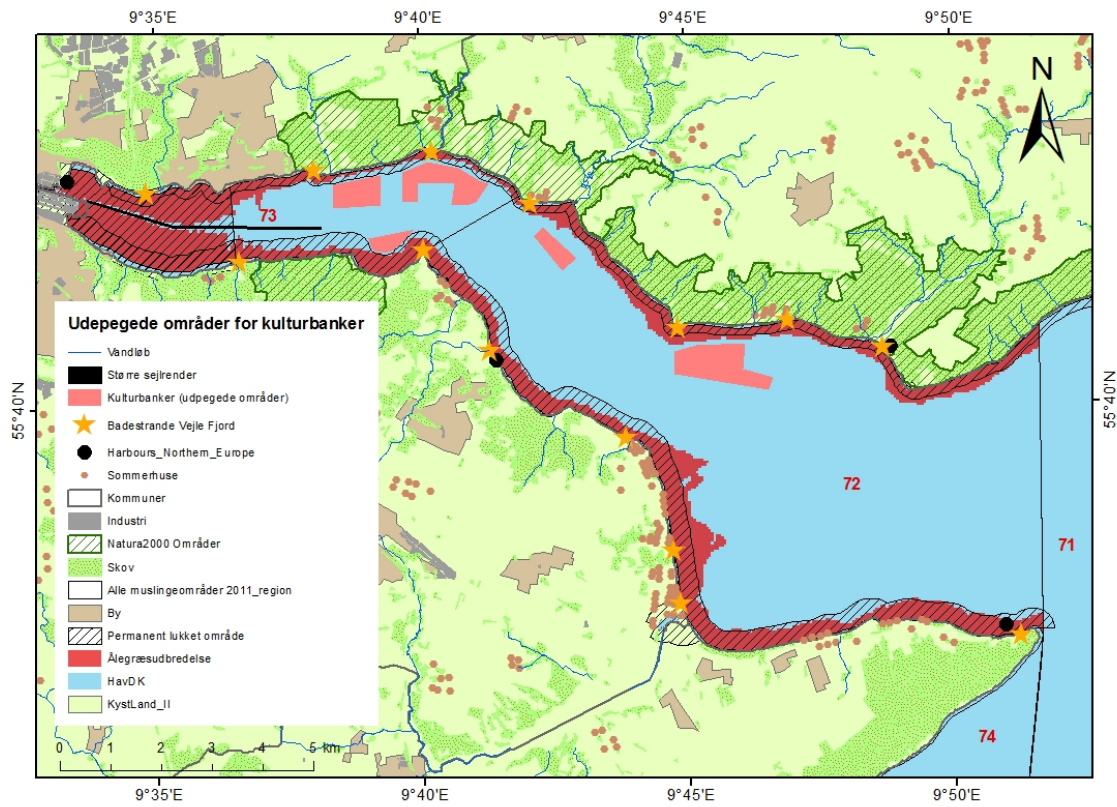 9°35'E 9°40'E 9°45'E 9°50'E
N
73
55°40'N
55°40'N
72
71
74
Udepegede områder for kulturbanker
Vandløb
Større sejlrender
Kulturbanker (udpegede områder)
Badestrande Vejle Fjord
Harbours_Northern_Europe
Sommerhuse
Kommuner
Industri
Natura2000 Områder
Skov
Alle muslingeområder 2011_region
By
Permanent lukket område
Ålegræsudbredelse
HavDK
KystLand_II
0 1 2 3 4 5 km
9°35'E 9°40'E 9°45'E 9°50'E